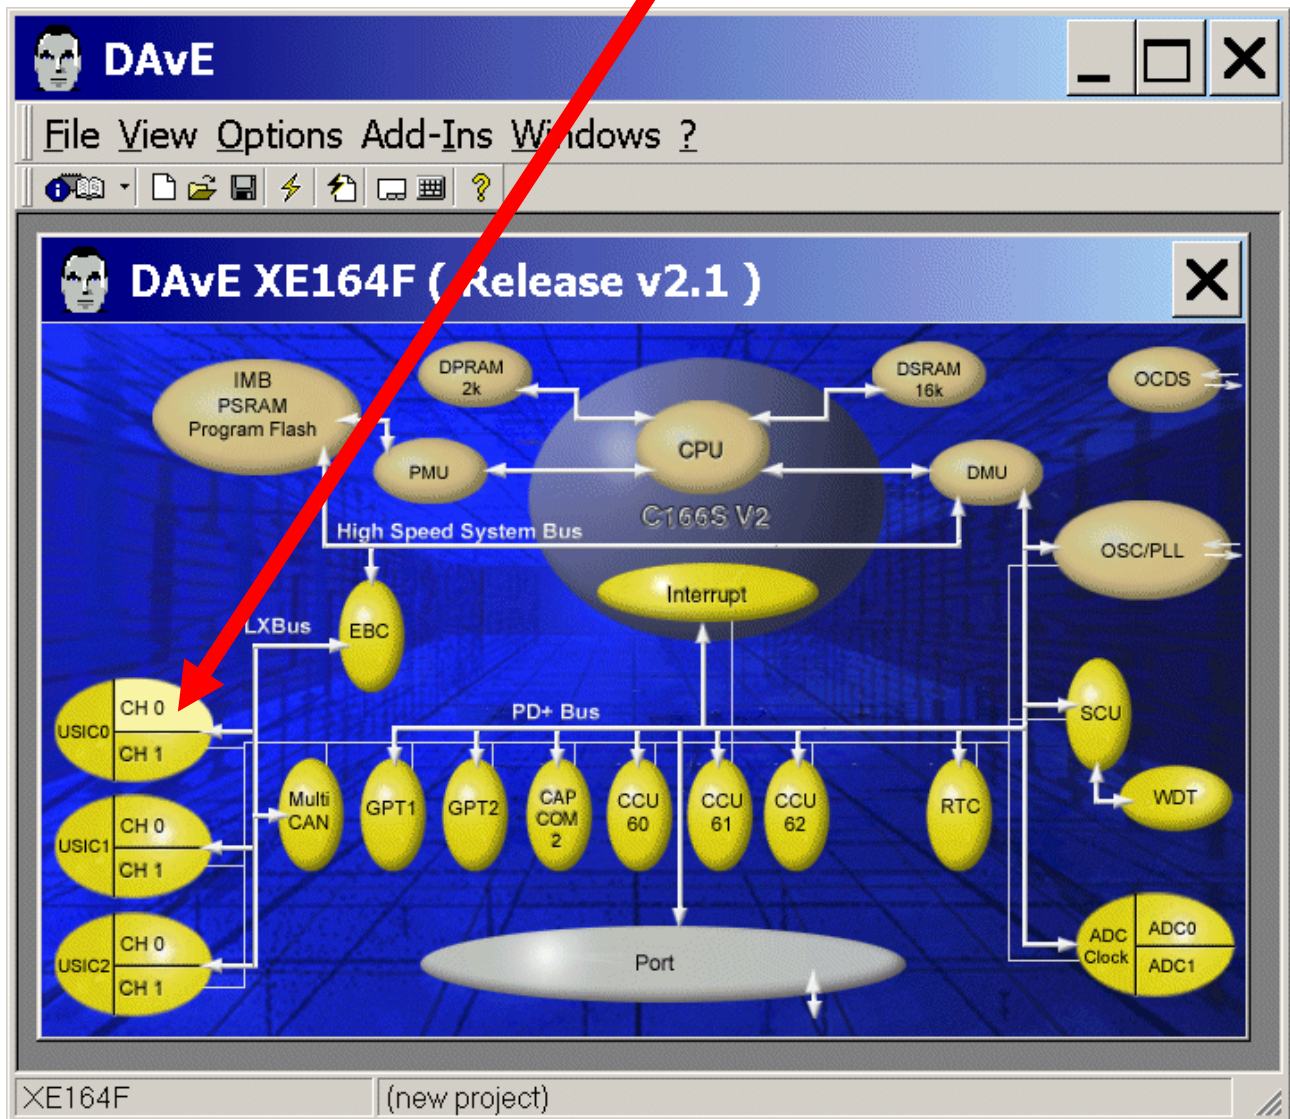 DAvE
File View Options Add-Ins Windows ?
DAvE XE164F ( Release v2.1 )
IMB
PSRAM
Program Flash
DPRAM
2k
DSRAM
16k
OCDS
CPU
PMU
DMU
C166S V2
High Speed System Bus
OSC/PLL
Interrupt
LXBus
EBC
USIC0
CH 0
CH 1
PD+ Bus
SCU
Multi
CAN
GPT1
GPT2
CAP
COM
2
CCU
60
CCU
61
CCU
62
RTC
WDT
USIC1
CH 0
CH 1
USIC2
CH 0
CH 1
Port
ADC
Clock
ADC0
ADC1
XE164F
(new project)